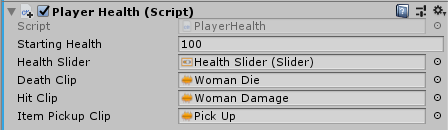 Player Health (Script)
Script PlayerHealth
Starting Health 100
Health Slider Health Slider (Slider)
Death Clip Woman Die
Hit Clip Woman Damage
Item Pickup Clip Pick Up